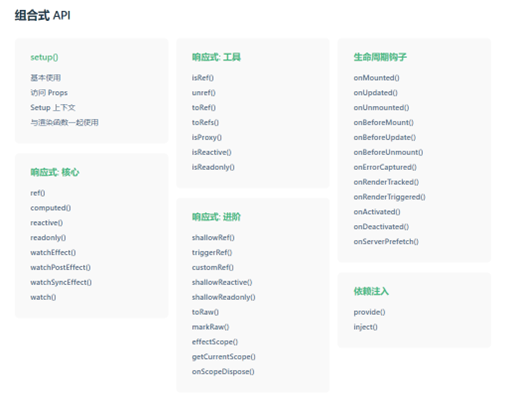 组合式 API
setup()
基本使用
访问 Props
Setup 上下文
与渲染函数一起使用
响应式: 核心
ref()
computed()
reactive()
readonly()
watchEffect()
watchPostEffect()
watchSyncEffect()
watch()
响应式: 工具
isRef()
unref()
toRef()
toRefs()
isProxy()
isReactive()
isReadonly()
响应式: 进阶
shallowRef()
triggerRef()
customRef()
shallowReactive()
shallowReadonly()
toRaw()
markRaw()
effectScope()
getCurrentScope()
onScopeDispose()
生命周期钩子
onMounted()
onUpdated()
onUnmounted()
onBeforeMount()
onBeforeUpdate()
onBeforeUnmount()
onErrorCaptured()
onRenderTracked()
onRenderTriggered()
onActivated()
onDeactivated()
onServerPrefetch()
依赖注入
provide()
inject()